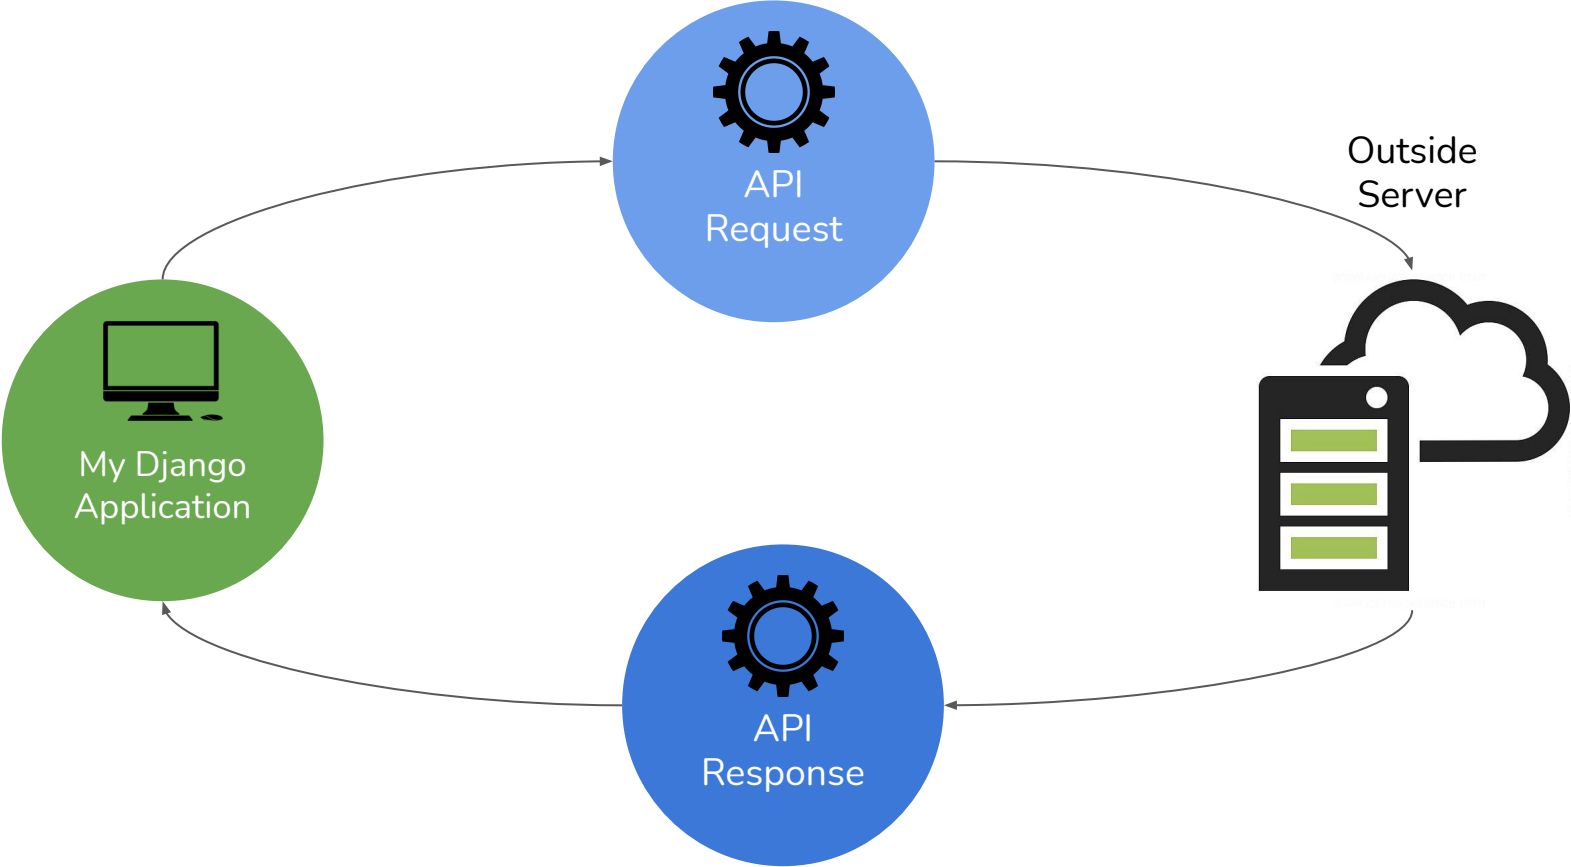 API
Request
Outside
Server
My Django
Application
API
Response